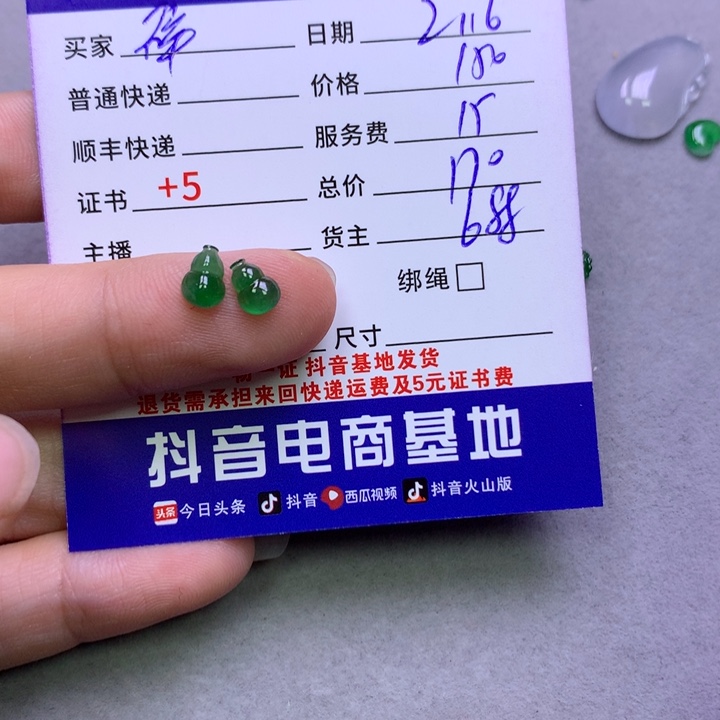 买家 日期 2116
普通快递 价格 150
顺丰快递 服务费 15
证书 +5 总价 170
主播 货主 688
绑绳
尺寸
证 抖音基地发货
退货需承担来回快递运费及5元证书费
抖音电商基地
头条 今日头条 抖音 西瓜视频 抖音火山版